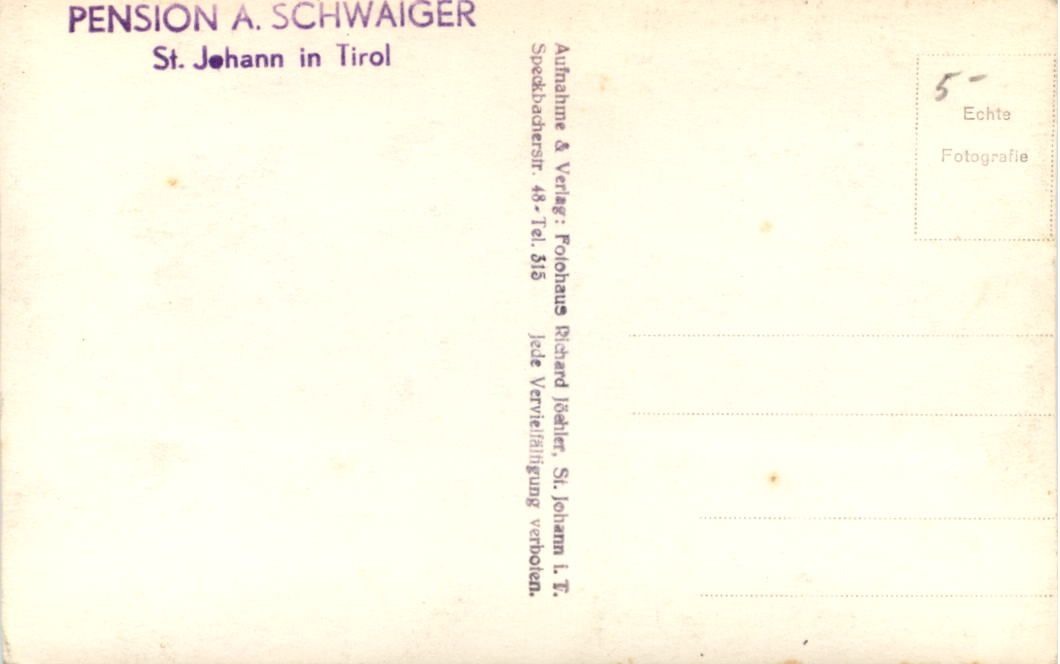 PENSION A. SCHWAIGER
St. Johann in Tirol
Aufnahme & Verlag: Fotohaus Richard Jöchler, St. Johann i. T.
Speckbacherstr. 48 - Tel. 315 Jede Vervielfältigung verboten.
5-
Echte
Fotografie